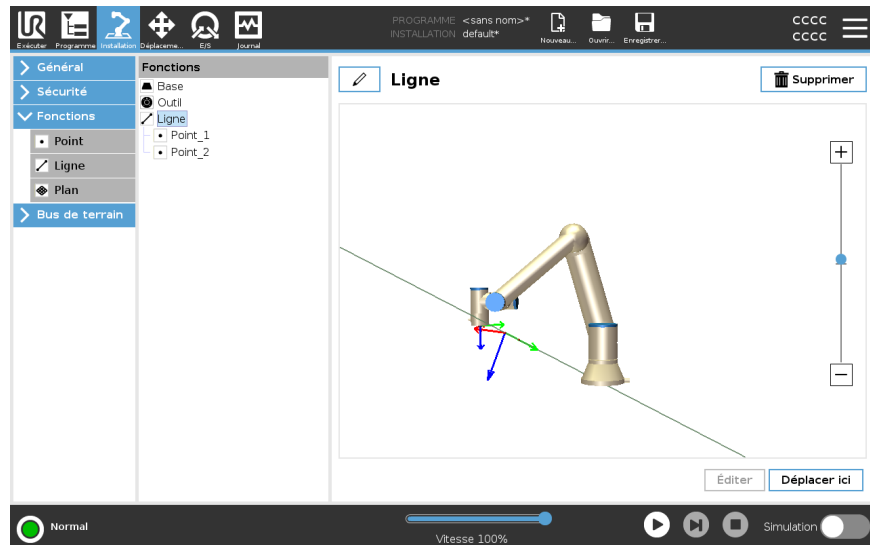 PROGRAMME <sans nom>*
INSTALLATION default*
CCCC
CCCC
Exécuter Programme Installation Déplaceme... E/S Journal Nouveau... Ouvrir... Enregistrer...
Général
Sécurité
Fonctions
Point
Ligne
Plan
Bus de terrain
Fonctions
Base
Outil
Ligne
Point_1
Point_2
Ligne
Supprimer
Éditer
Déplacer ici
Normal
Vitesse 100%
Simulation